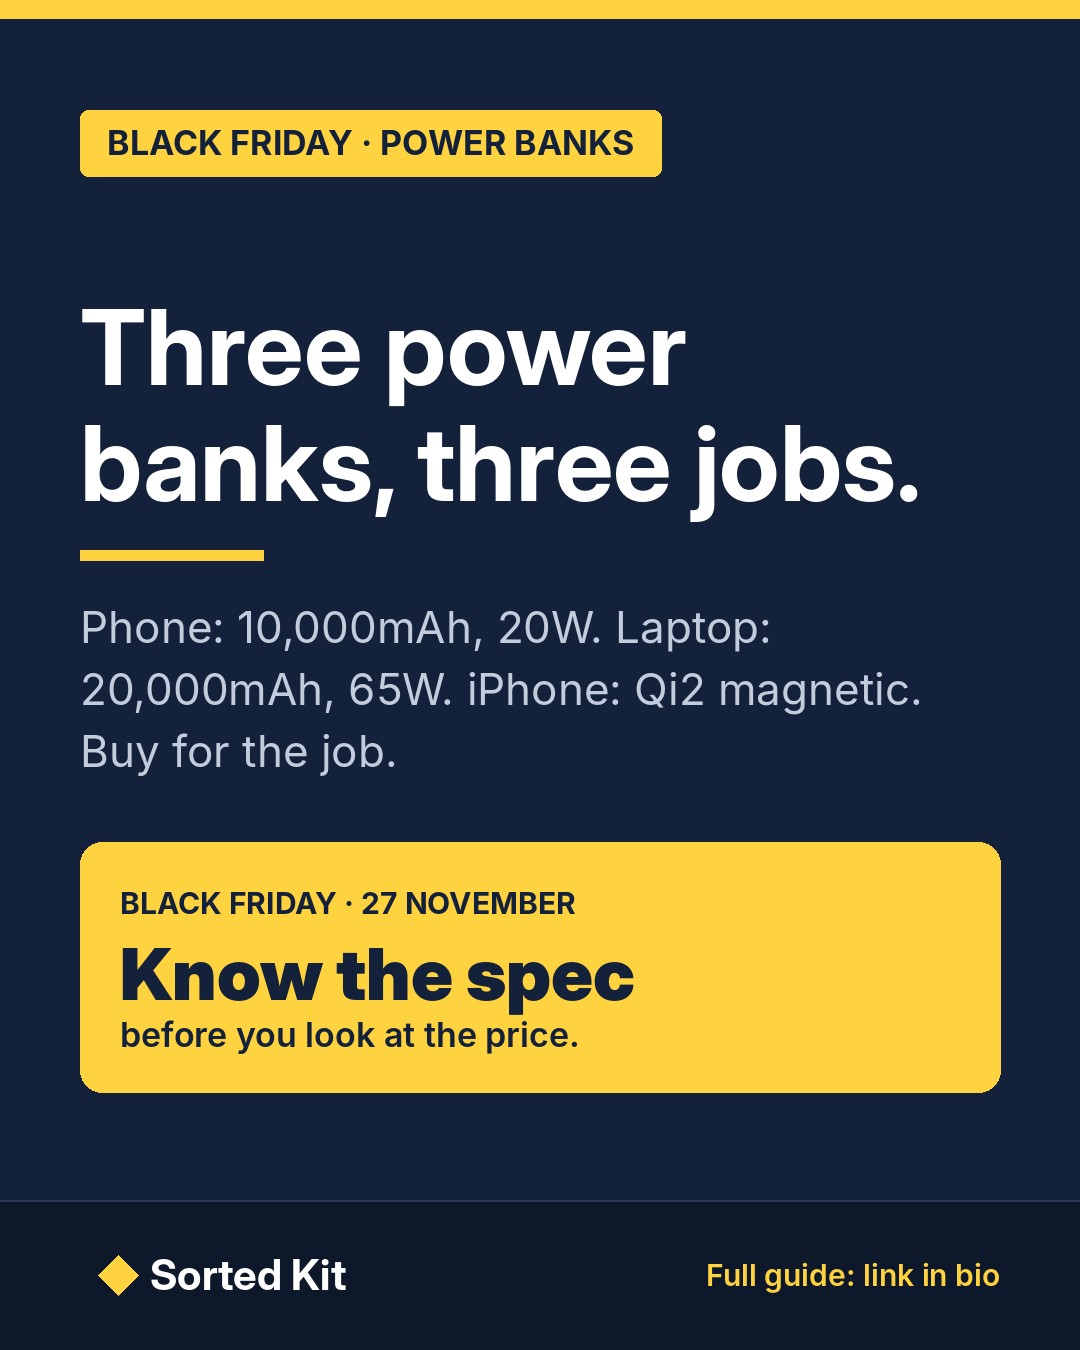 BLACK FRIDAY · POWER BANKS
Three power
banks, three jobs.
Phone: 10,000mAh, 20W. Laptop:
20,000mAh, 65W. iPhone: Qi2 magnetic.
Buy for the job.
BLACK FRIDAY · 27 NOVEMBER
Know the spec
before you look at the price.
Sorted Kit
Full guide: link in bio